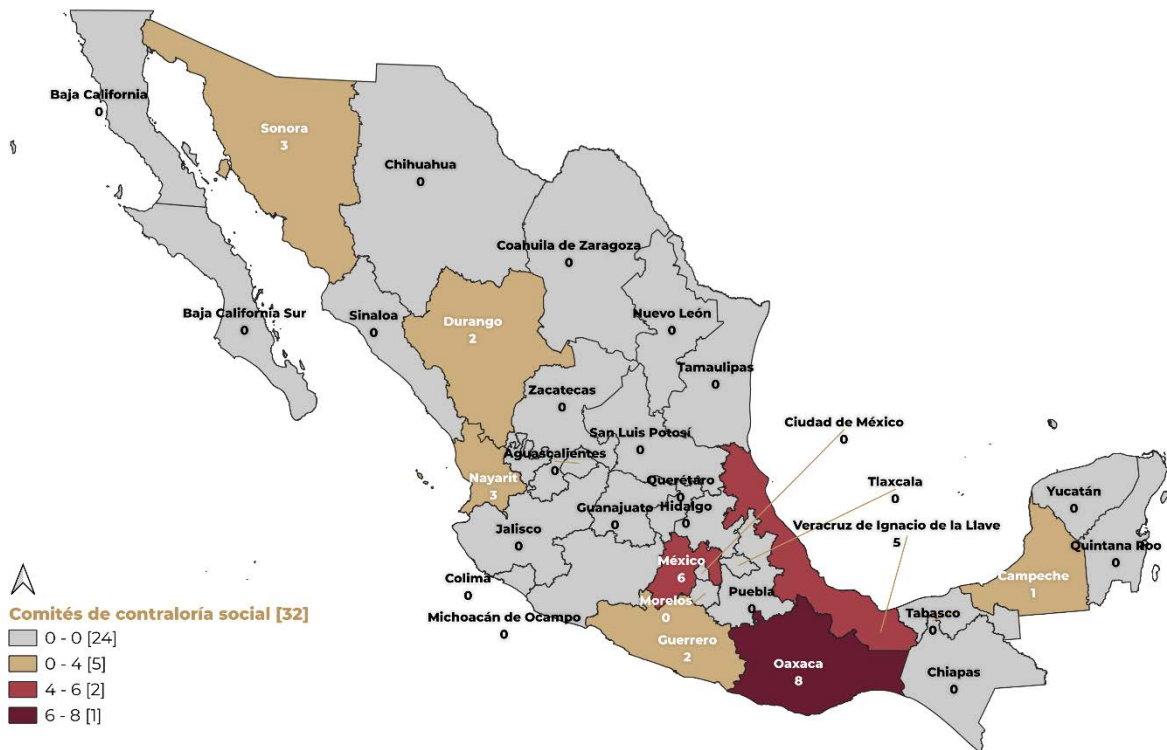 Baja California
0
Sonora
3
Chihuahua
0
Coahuila de Zaragoza
0
Baja California Sur
0
Sinaloa
0
Durango
2
Nuevo León
0
Tamaulipas
0
Zacatecas
0
San Luis Potosí
0
Ciudad de México
0
Aguascalientes
0
Nayarit
3
Querétaro
0
Tlaxcala
0
Guanajuato
0
Hidalgo
0
Jalisco
0
Veracruz de Ignacio de la Llave
5
Yucatán
0
Quintana Roo
0
México
6
Campeche
1
Colima
0
Morelos
0
Puebla
0
Michoacán de Ocampo
0
Tabasco
0
Guerrero
2
Oaxaca
8
Chiapas
0
Comités de contraloría social [32]
0 - 0 [24]
0 - 4 [5]
4 - 6 [2]
6 - 8 [1]